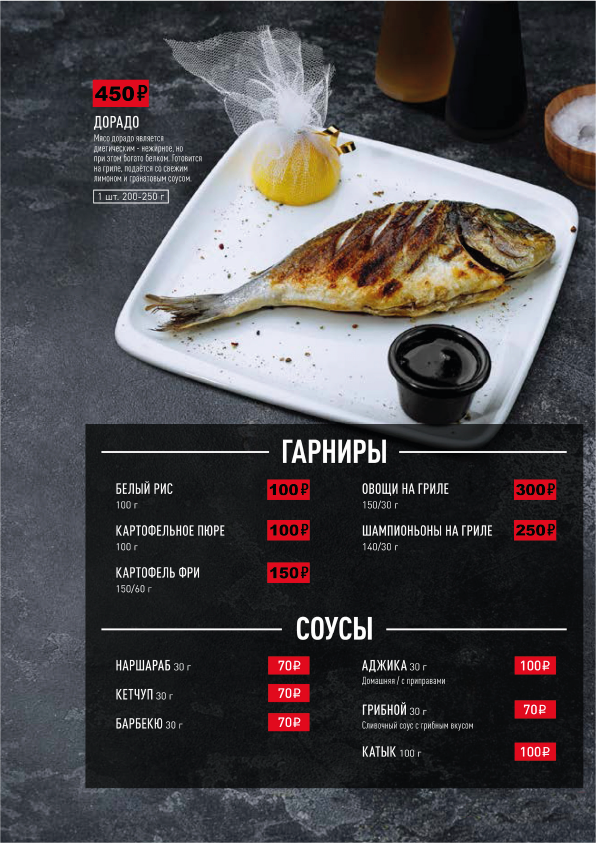 450₽
ДОРАДО
Мясо дорадо является
диетическим - нежирное, но
при этом богато белком. Готовится
на гриле, подаётся со свежим
лимоном и гранатовым соусом.
1 шт. 200-250 г
ГАРНИРЫ
БЕЛЫЙ РИС 100₽
100 г
КАРТОФЕЛЬНОЕ ПЮРЕ 100₽
100 г
КАРТОФЕЛЬ ФРИ 150₽
150/60 г
ОВОЩИ НА ГРИЛЕ 300₽
150/30 г
ШАМПИОНЬОНЫ НА ГРИЛЕ 250₽
140/30 г
СОУСЫ
НАРШАРАБ 30 г 70₽
КЕТЧУП 30 г 70₽
БАРБЕКЮ 30 г 70₽
АДЖИКА 30 г 100₽
Домашняя / с приправами
ГРИБНОЙ 30 г 70₽
Сливочный соус с грибным вкусом
КАТЫК 100 г 100₽